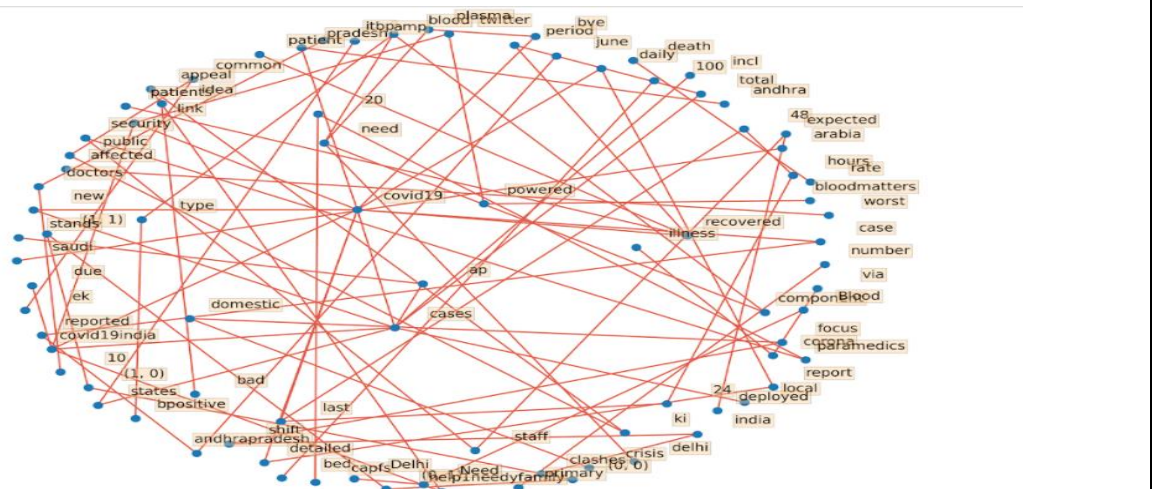 plasma
blood twitter
itbpamp
bye
period
pradesh
patient
june
death
daily
incl
100
common
total
appeal
andhra
idea
patients
20
link
48
expected
security
need
arabia
public
affected
hours
rate
doctors
bloodmatters
powered
new
covid19
worst
type
(1, 1)
recovered
stands
case
illness
saudi
number
due
ap
via
ek
component
Blood
domestic
cases
reported
focus
covid19india
corona
paramedics
10
(1, 0)
report
bad
states
24
local
deployed
bpositive
last
ki
india
shift
staff
andhrapradesh
detailed
delhi
crisis
clashes
bed
capfs
Delhi
(0, 0)
Need
help1needyfamily
primary